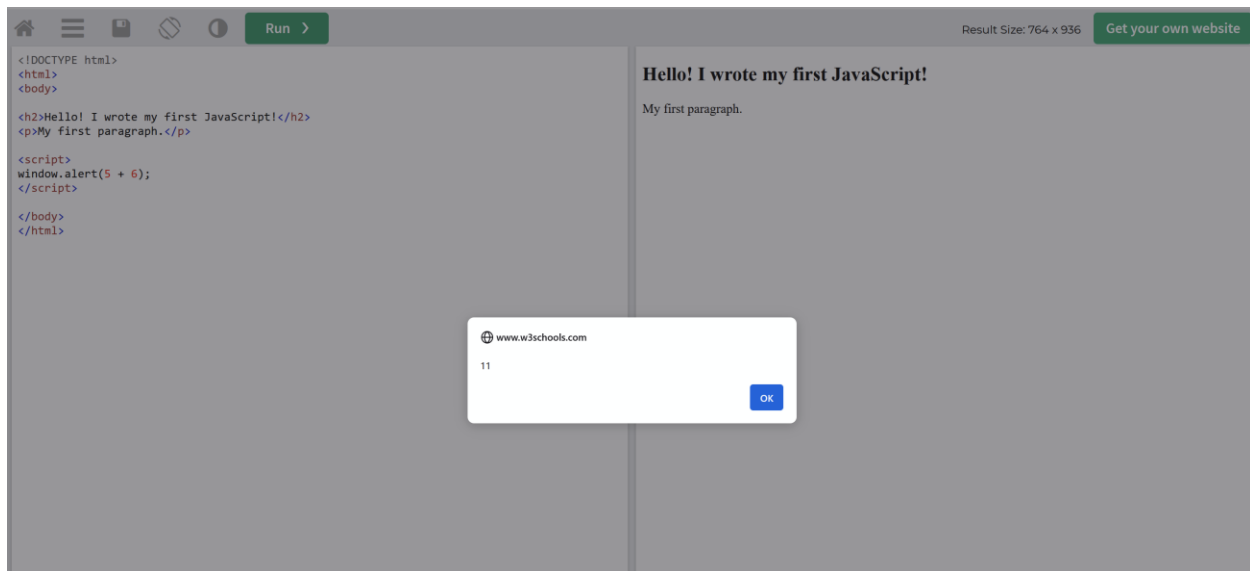 Run ❯
Result Size: 764 x 936
Get your own website
<!DOCTYPE html>
<html>
<body>
<h2>Hello! I wrote my first JavaScript!</h2>
<p>My first paragraph.</p>
<script>
window.alert(5 + 6);
</script>
</body>
</html>
Hello! I wrote my first JavaScript!
My first paragraph.
www.w3schools.com
11
OK